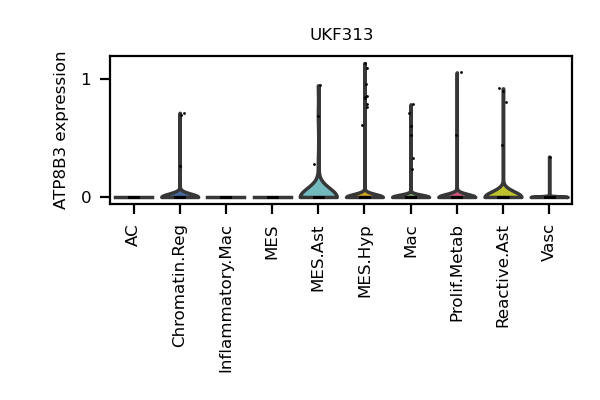 UKF313
ATP8B3 expression
1
0
AC
Chromatin.Reg
Inflammatory.Mac
MES
MES.Ast
MES.Hyp
Mac
Prolif.Metab
Reactive.Ast
Vasc